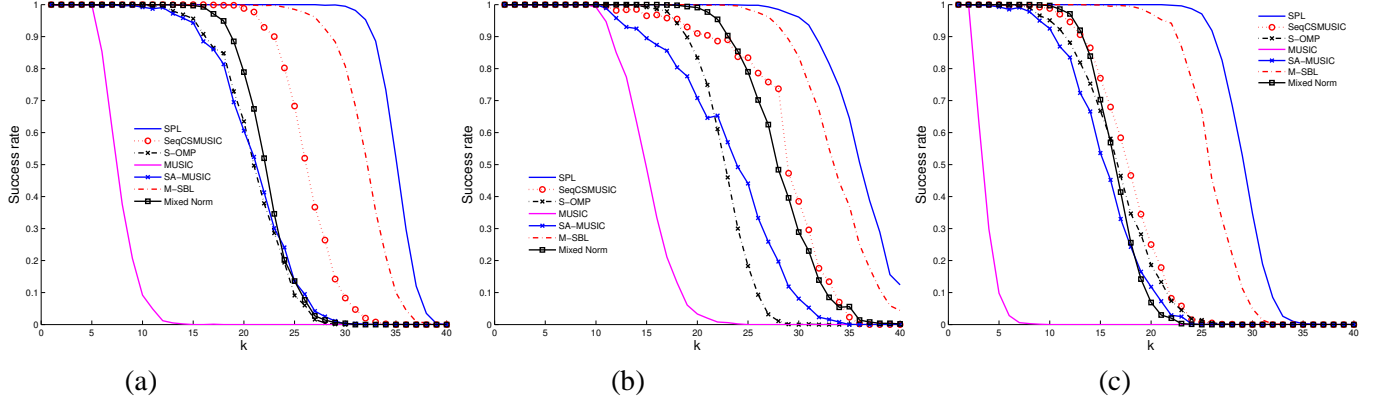 1
0.9
0.8
0.7
0.6
0.5
0.4
0.3
0.2
0.1
0
Success rate
SPL
SeqCSMUSIC
S-OMP
MUSIC
SA-MUSIC
M-SBL
Mixed Norm
0 5 10 15 20 25 30 35 40
k
(a)
1
0.9
0.8
0.7
0.6
0.5
0.4
0.3
0.2
0.1
0
Success rate
SPL
SeqCSMUSIC
S-OMP
MUSIC
SA-MUSIC
M-SBL
Mixed Norm
0 5 10 15 20 25 30 35 40
k
(b)
1
0.9
0.8
0.7
0.6
0.5
0.4
0.3
0.2
0.1
0
Success rate
SPL
SeqCSMUSIC
S-OMP
MUSIC
SA-MUSIC
M-SBL
Mixed Norm
0 5 10 15 20 25 30 35 40
k
(c)